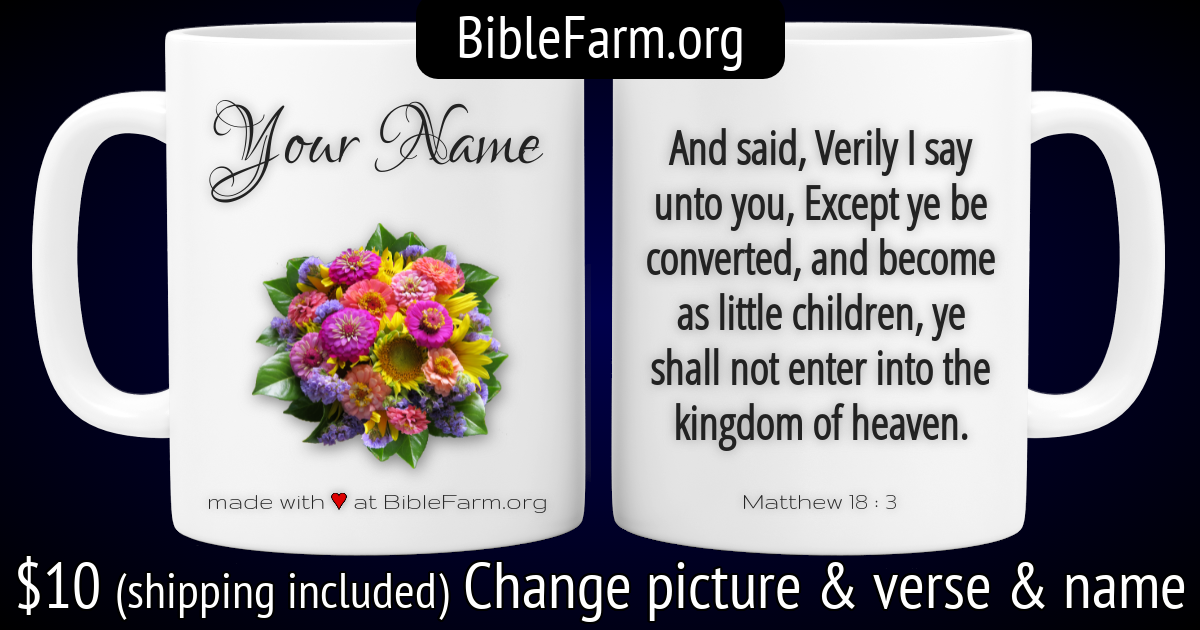 BibleFarm.org
Your Name
made with ♥ at BibleFarm.org
And said, Verily I say
unto you, Except ye be
converted, and become
as little children, ye
shall not enter into the
kingdom of heaven.
Matthew 18 : 3
$10 (shipping included) Change picture & verse & name